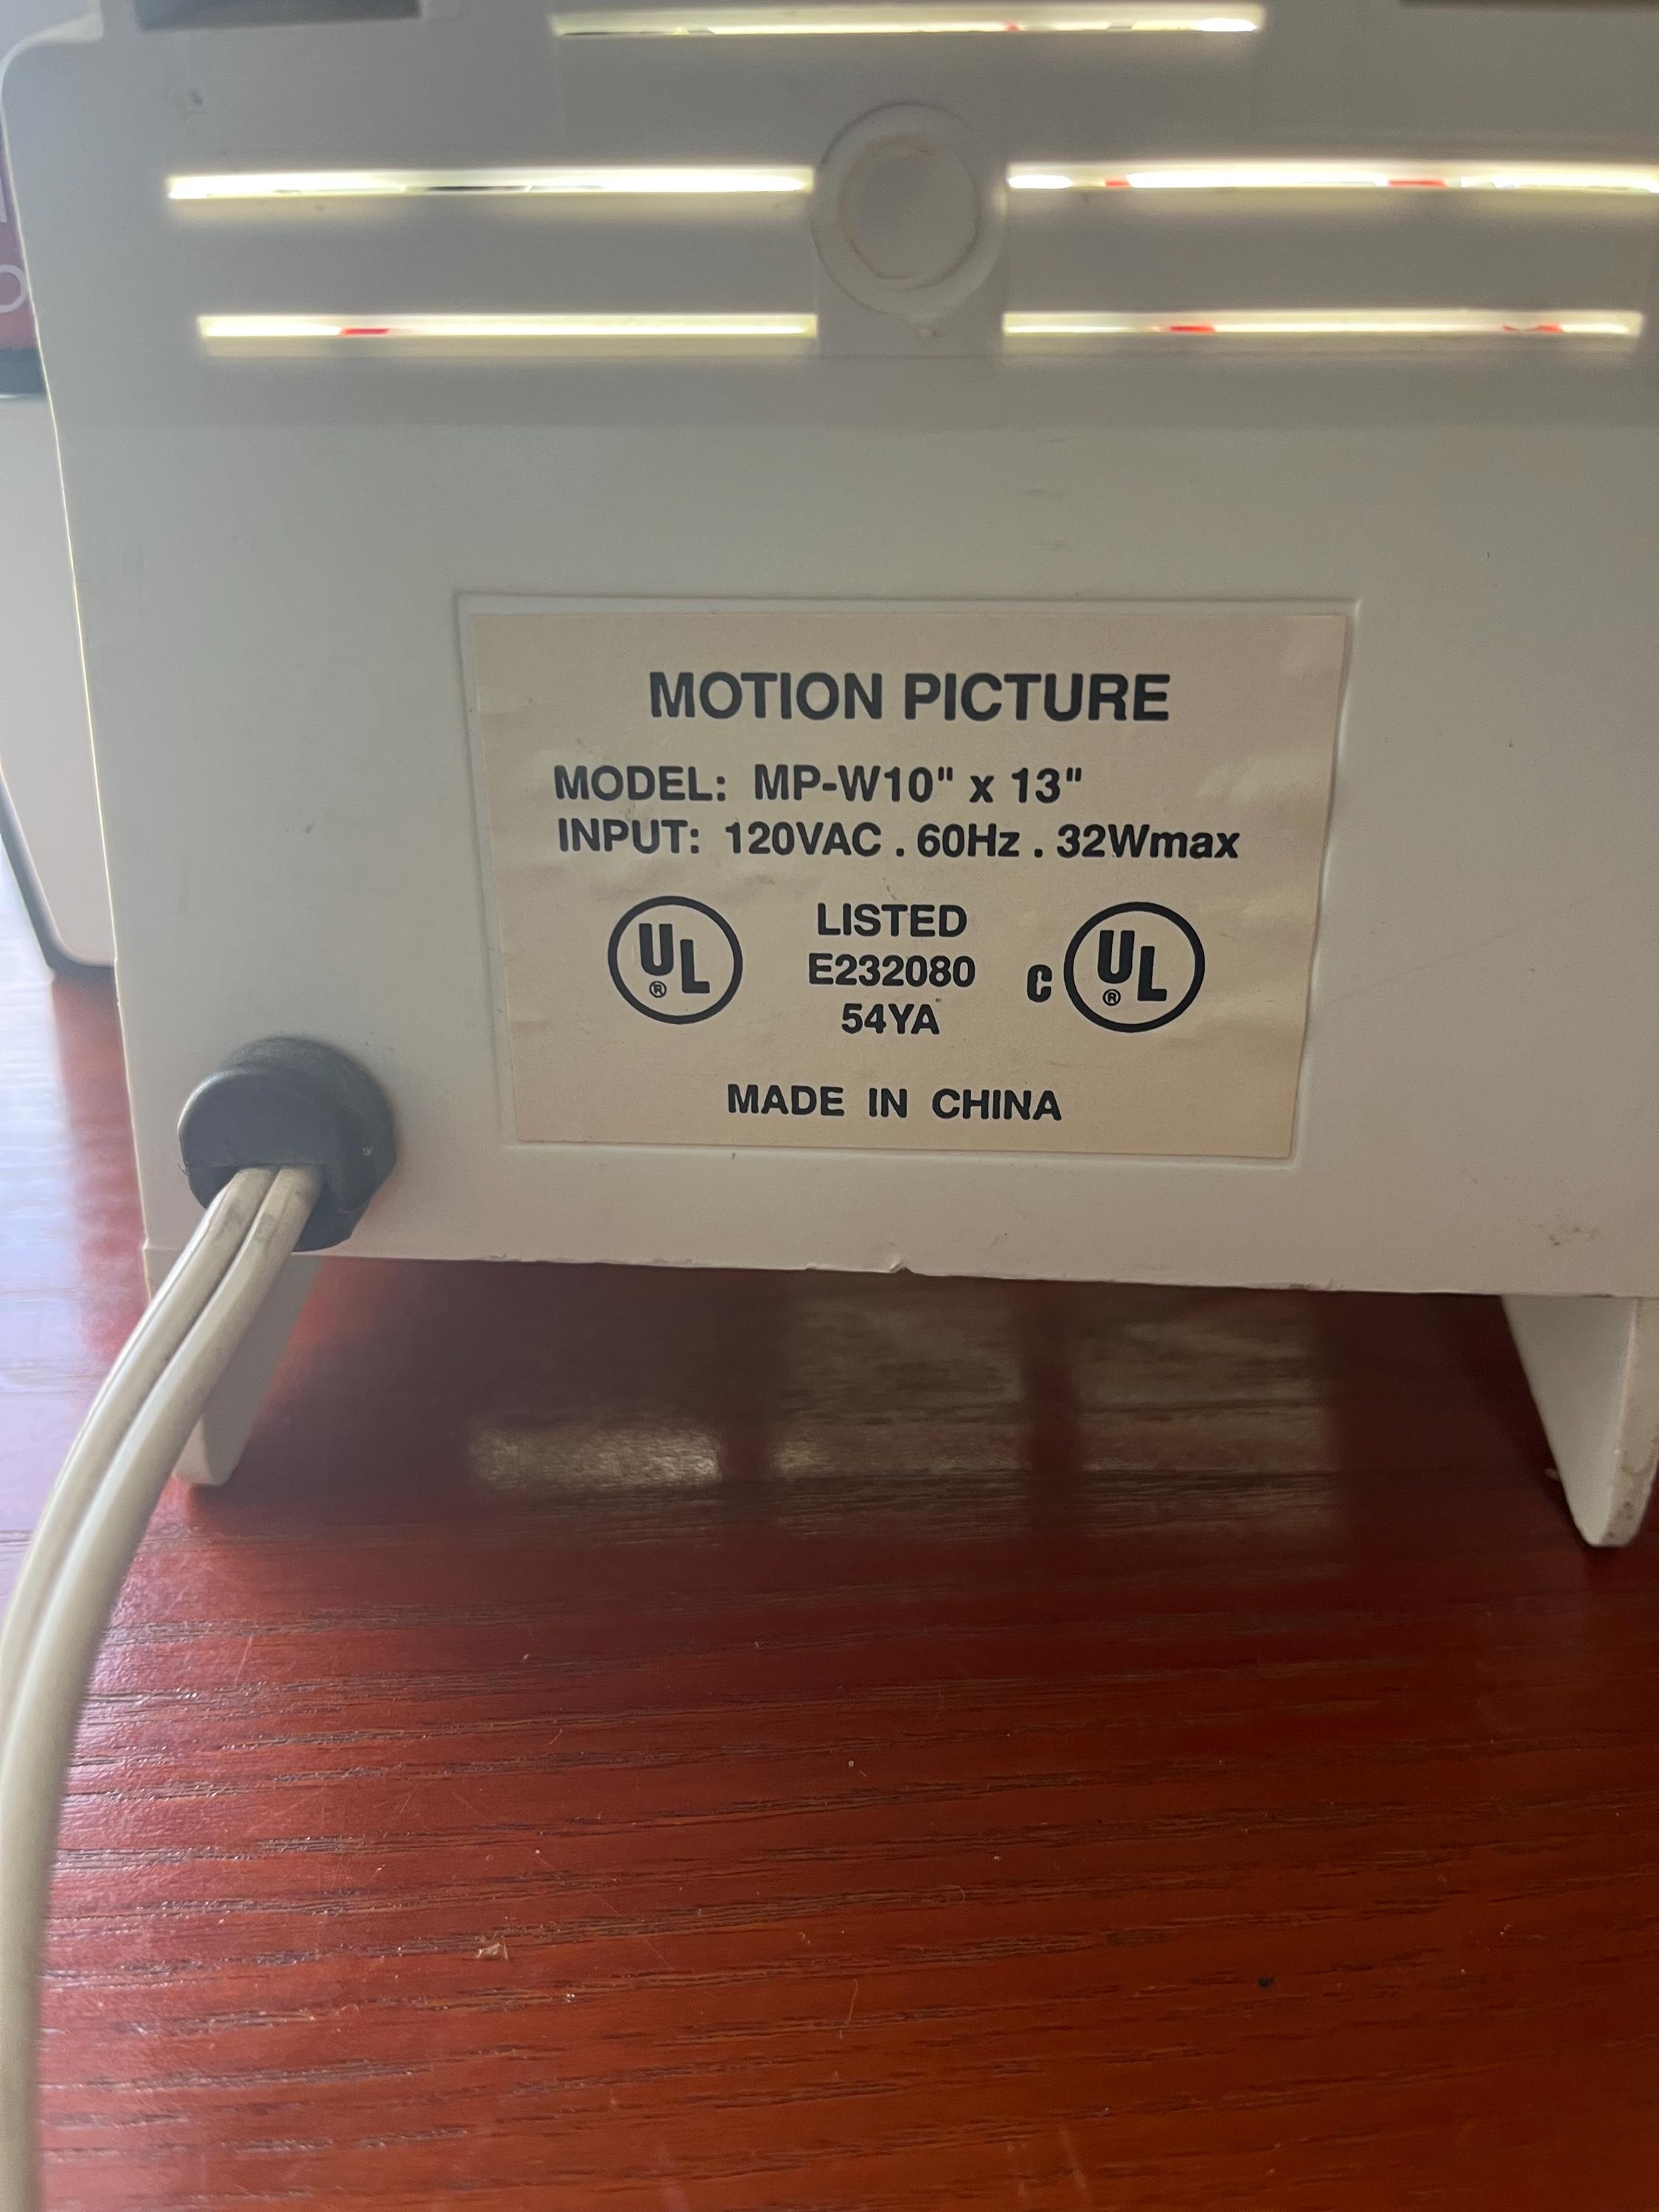 MOTION PICTURE
MODEL: MP-W10" x 13"
INPUT: 120VAC . 60Hz . 32Wmax
UL ® LISTED C UL ®
E232080
54YA
MADE IN CHINA